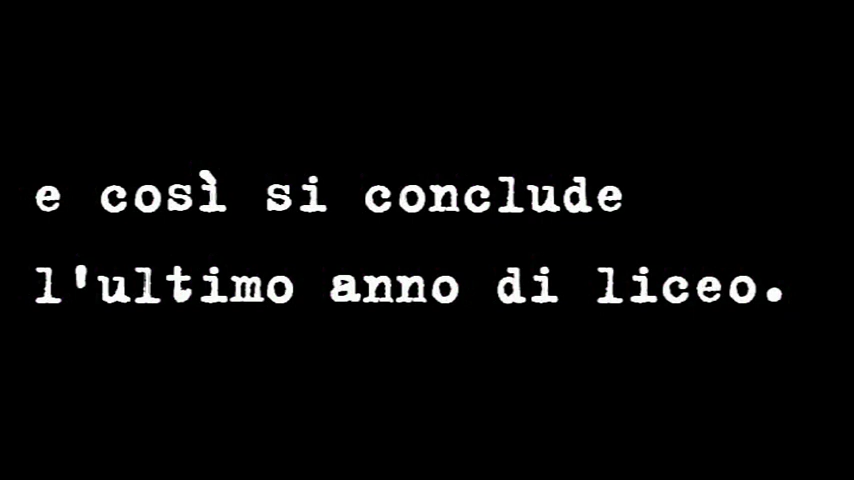 e così si conclude
l'ultimo anno di liceo.